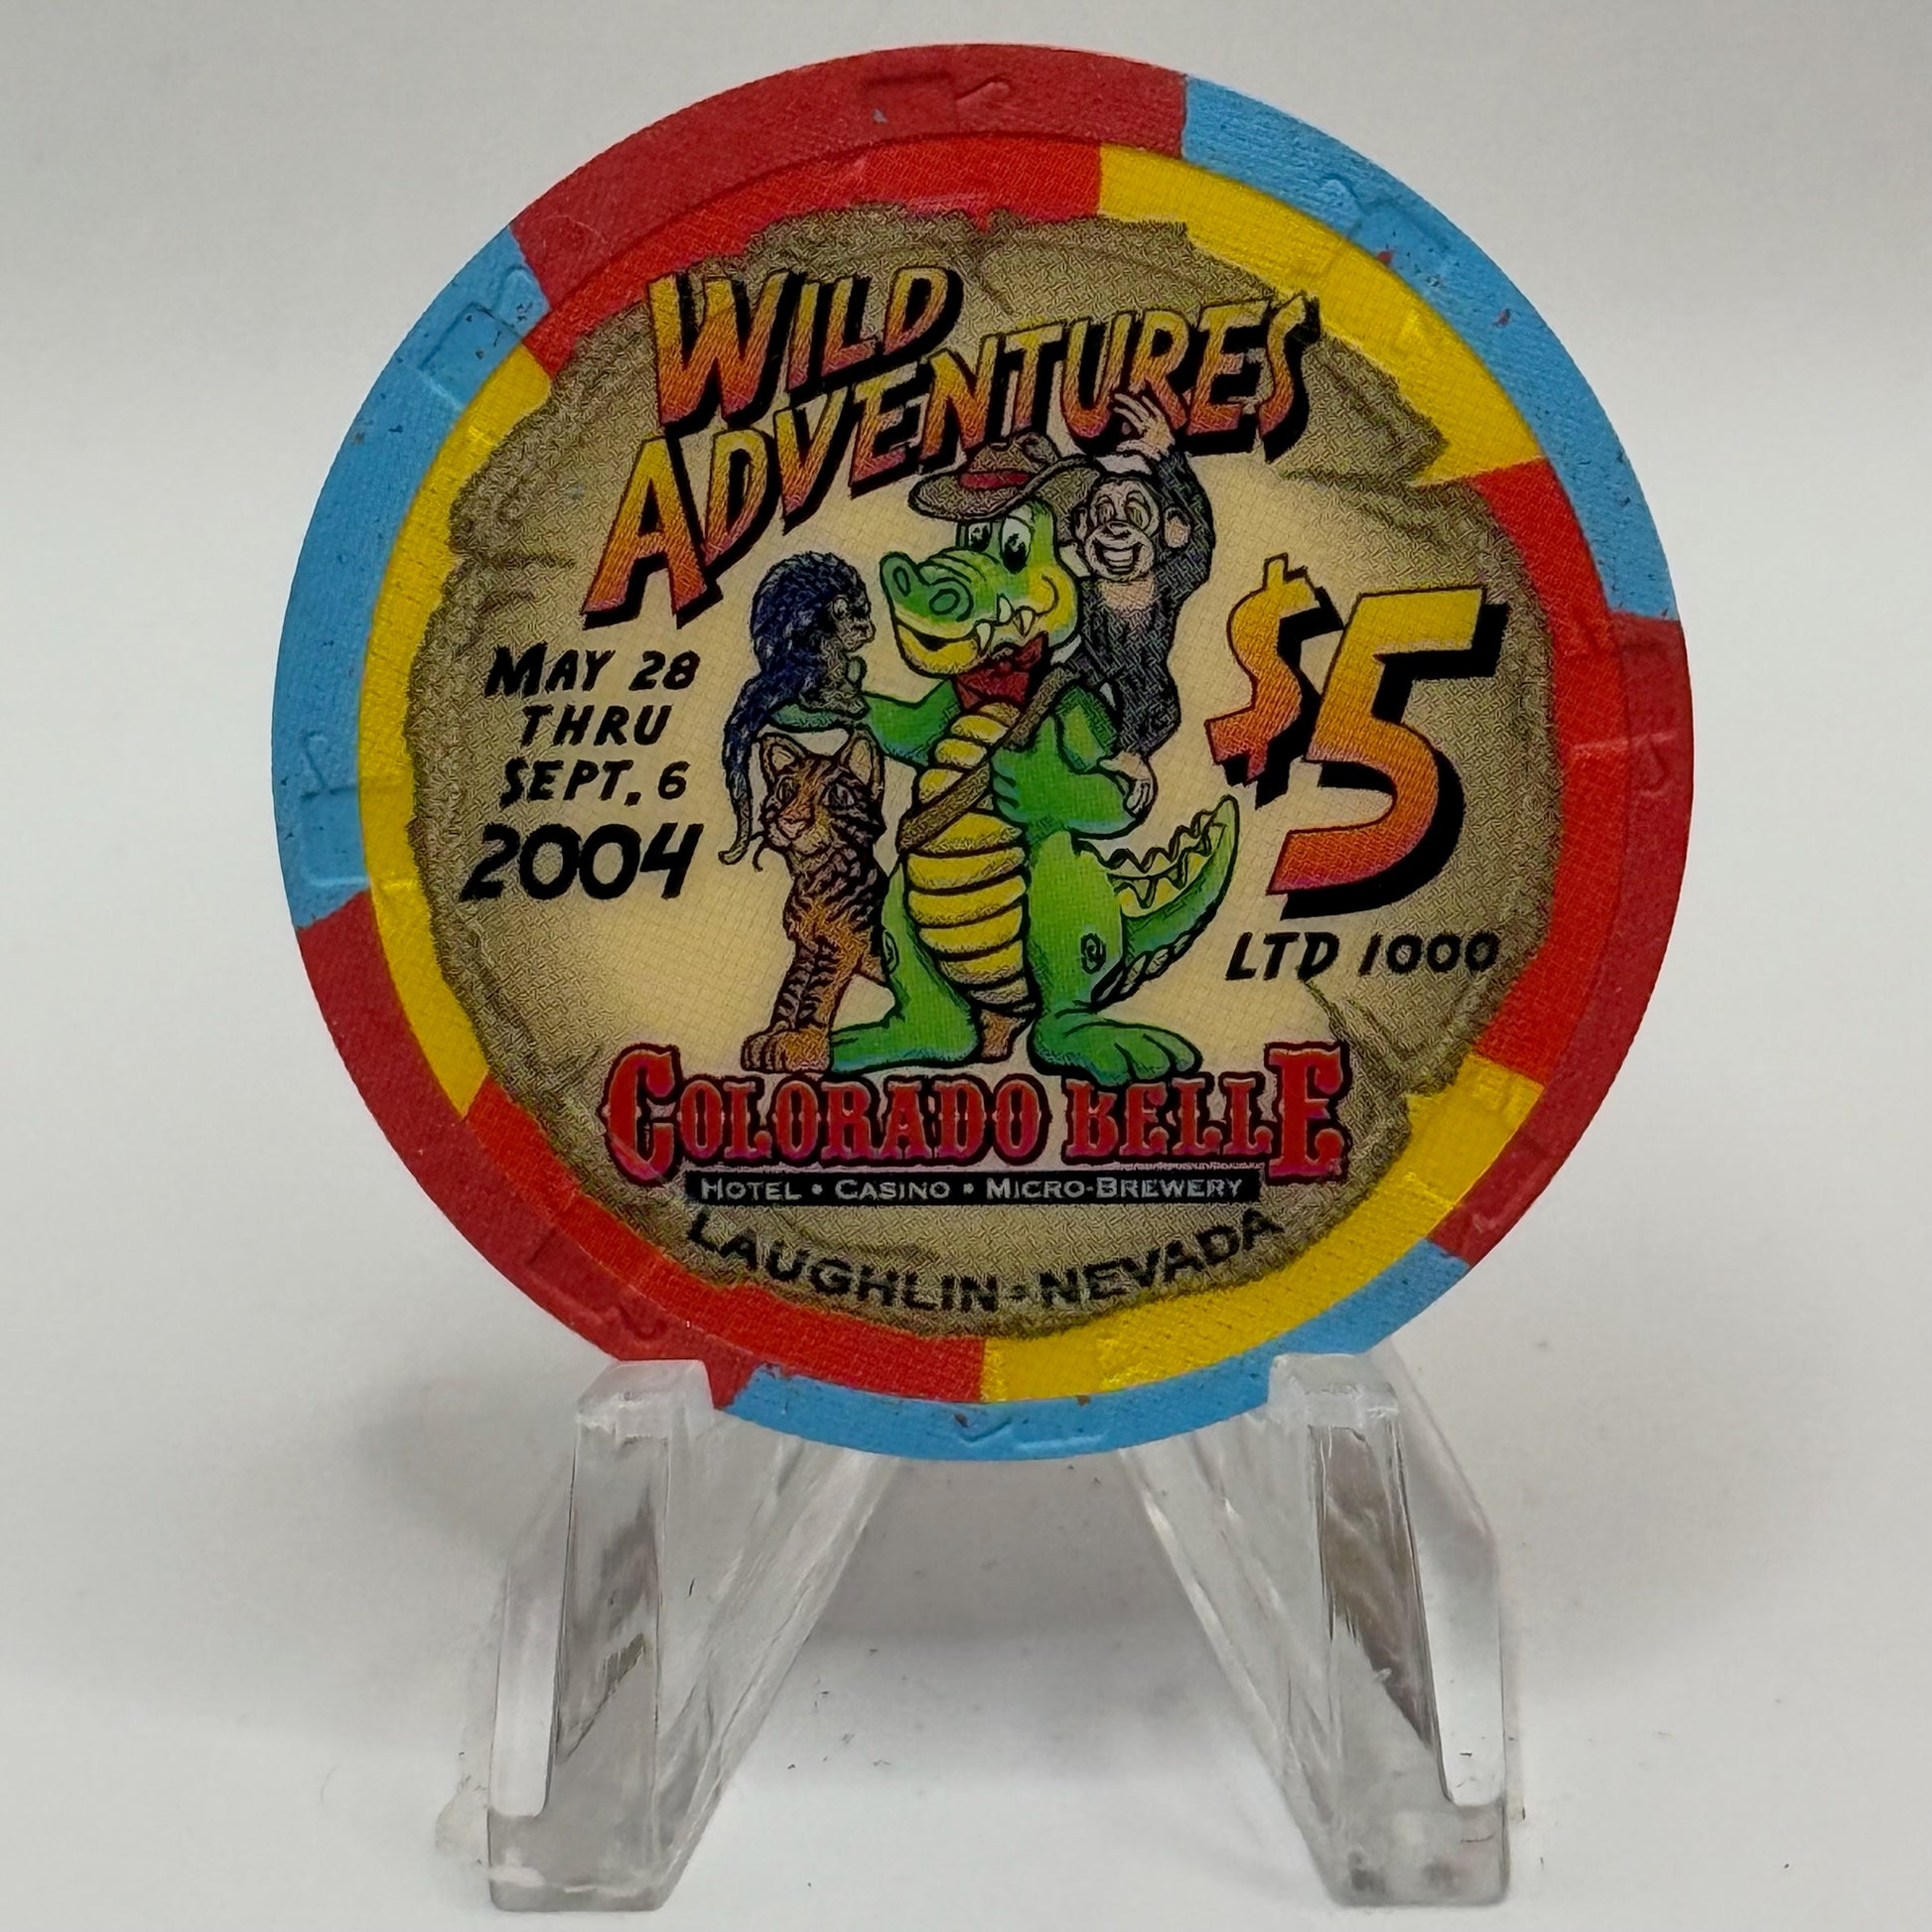 WILD
ADVENTURES
MAY 28
THRU
SEPT. 6
2004
$5
LTD 1000
COLORADO BELLE
HOTEL • CASINO • MICRO-BREWERY
LAUGHLIN • NEVADA